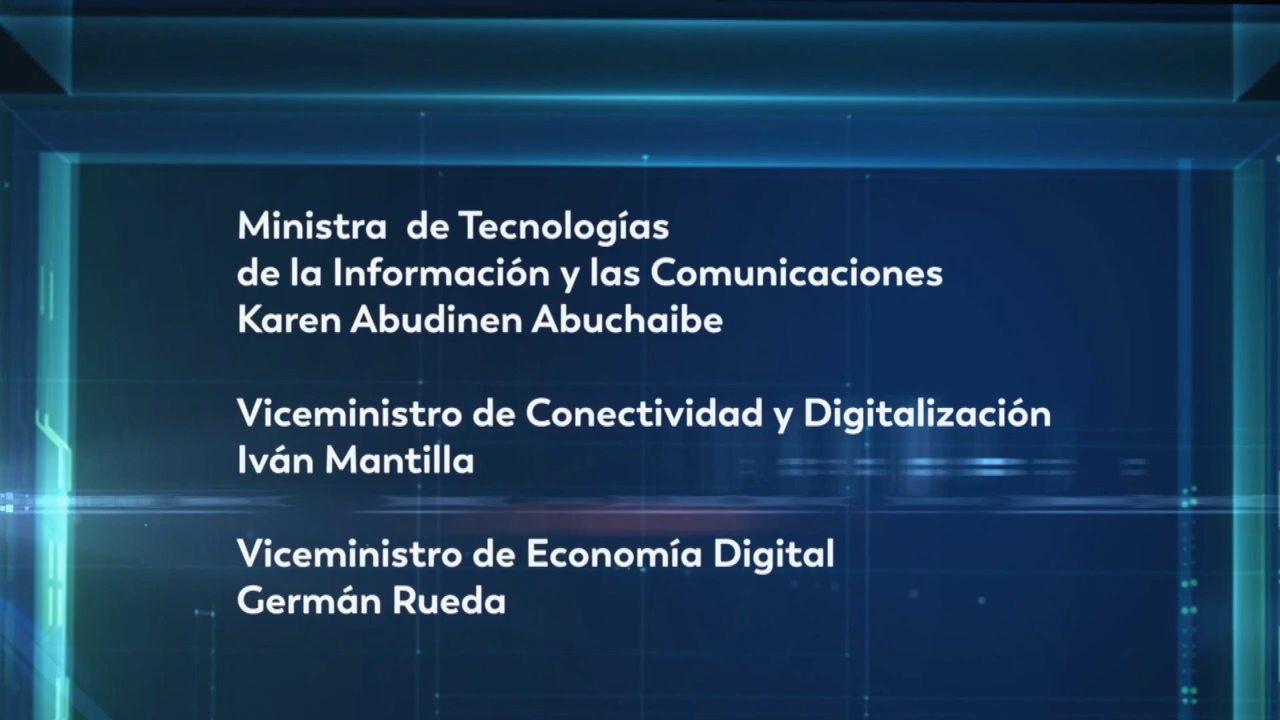 Ministra  de Tecnologías
de la Información y las Comunicaciones
Karen Abudinen Abuchaibe
Viceministro de Conectividad y Digitalización
Iván Mantilla
Viceministro de Economía Digital
Germán Rueda